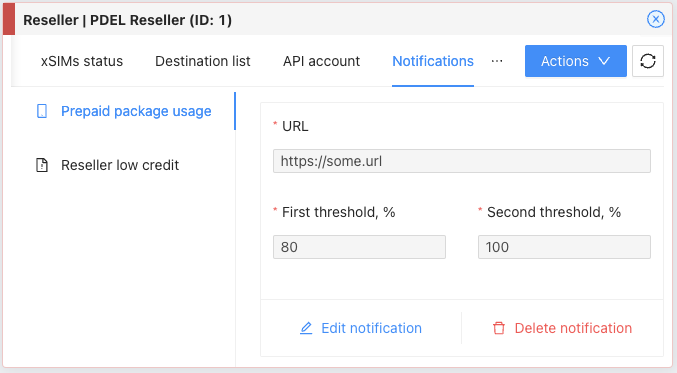 Reseller | PDEL Reseller (ID: 1)
xSIMs status Destination list API account Notifications ··· Actions
Prepaid package usage
Reseller low credit
* URL
https://some.url
* First threshold, % * Second threshold, %
80 100
Edit notification Delete notification